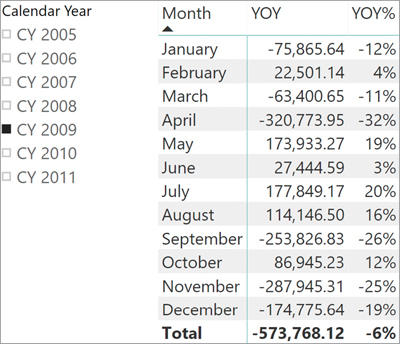 Calendar Year
CY 2005
CY 2006
CY 2007
CY 2008
CY 2009
CY 2010
CY 2011
Month YOY YOY%
January -75,865.64 -12%
February 22,501.14 4%
March -63,400.65 -11%
April -320,773.95 -32%
May 173,933.27 19%
June 27,444.59 3%
July 177,849.17 20%
August 114,146.50 16%
September -253,826.83 -26%
October 86,945.23 12%
November -287,945.31 -25%
December -174,775.64 -19%
Total -573,768.12 -6%